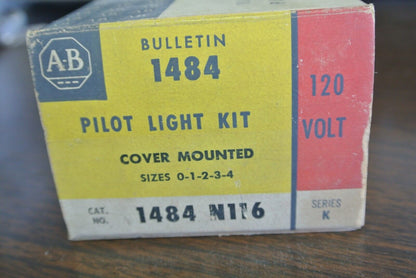 A-B
BULLETIN
1484
120
VOLT
PILOT LIGHT KIT
COVER MOUNTED
SIZES 0-1-2-3-4
CAT. NO. 1484 N116
SERIES
K